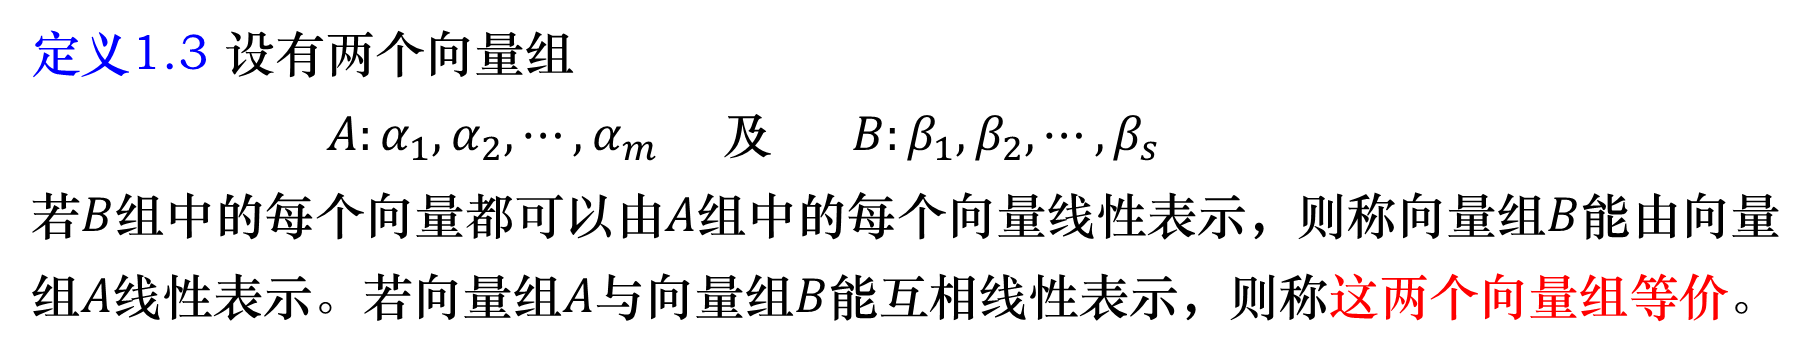 定义1.3 设有两个向量组
A: α₁, α₂, ⋯ , αₘ 及 B: β₁, β₂, ⋯ , βₛ
若B组中的每个向量都可以由A组中的每个向量线性表示，则称向量组B能由向量
组A线性表示。若向量组A与向量组B能互相线性表示，则称这两个向量组等价。